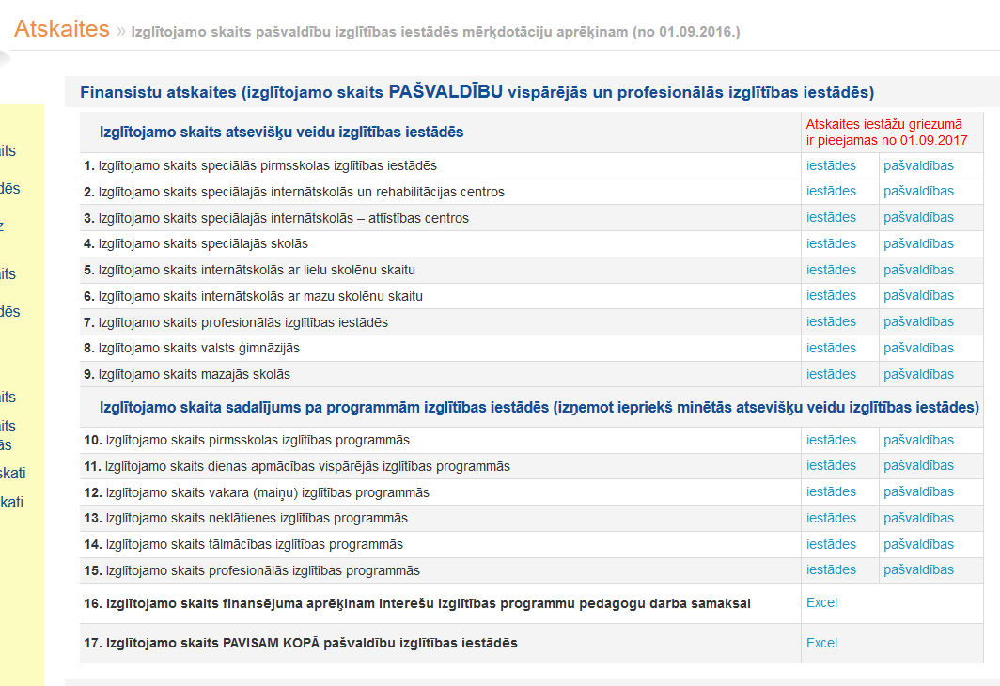 Atskaites » Izglītojamo skaits pašvaldību izglītības iestādēs mērķdotāciju aprēķinam (no 01.09.2016.)
Finansistu atskaites (izglītojamo skaits PAŠVALDĪBU vispārējās un profesionālās izglītības iestādēs)
Izglītojamo skaits atsevišķu veidu izglītības iestādēs
Atskaites iestāžu griezumā
ir pieejamas no 01.09.2017
1. Izglītojamo skaits speciālās pirmsskolas izglītības iestādēs iestādes pašvaldības
2. Izglītojamo skaits speciālajās internātskolās un rehabilitācijas centros iestādes pašvaldības
3. Izglītojamo skaits speciālajās internātskolās – attīstības centros iestādes pašvaldības
4. Izglītojamo skaits speciālajās skolās iestādes pašvaldības
5. Izglītojamo skaits internātskolās ar lielu skolēnu skaitu iestādes pašvaldības
6. Izglītojamo skaits internātskolās ar mazu skolēnu skaitu iestādes pašvaldības
7. Izglītojamo skaits profesionālās izglītības iestādēs iestādes pašvaldības
8. Izglītojamo skaits valsts ģimnāzijās iestādes pašvaldības
9. Izglītojamo skaits mazajās skolās iestādes pašvaldības
Izglītojamo skaita sadalījums pa programmām izglītības iestādēs (izņemot iepriekš minētās atsevišķu veidu izglītības iestādes)
10. Izglītojamo skaits pirmsskolas izglītības programmās iestādes pašvaldības
11. Izglītojamo skaits dienas apmācības vispārējās izglītības programmās iestādes pašvaldības
12. Izglītojamo skaits vakara (maiņu) izglītības programmās iestādes pašvaldības
13. Izglītojamo skaits neklātienes izglītības programmās iestādes pašvaldības
14. Izglītojamo skaits tālmācības izglītības programmās iestādes pašvaldības
15. Izglītojamo skaits profesionālās izglītības programmās iestādes pašvaldības
16. Izglītojamo skaits finansējuma aprēķinam interešu izglītības programmu pedagogu darba samaksai Excel
17. Izglītojamo skaits PAVISAM KOPĀ pašvaldību izglītības iestādēs Excel